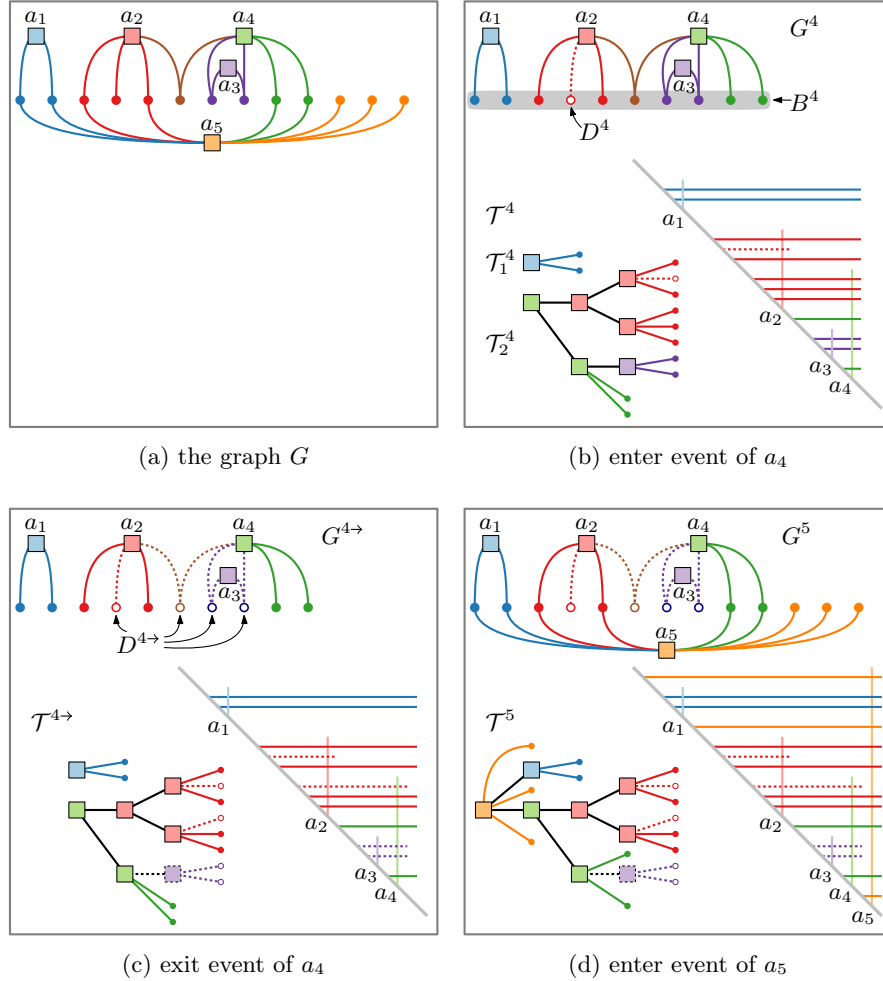 a₁ a₂ a₄
a₃
a₅
(a) the graph G
a₁ a₂ a₄ G⁴
a₃
B⁴
D⁴
𝒯⁴
a₁
𝒯₁⁴
a₂
𝒯₂⁴
a₃
a₄
(b) enter event of a₄
a₁ a₂ a₄ G⁴→
a₃
D⁴→
𝒯⁴→
a₁
a₂
a₃
a₄
(c) exit event of a₄
a₁ a₂ a₄ G⁵
a₃
a₅
𝒯⁵
a₁
a₂
a₃
a₄
a₅
(d) enter event of a₅